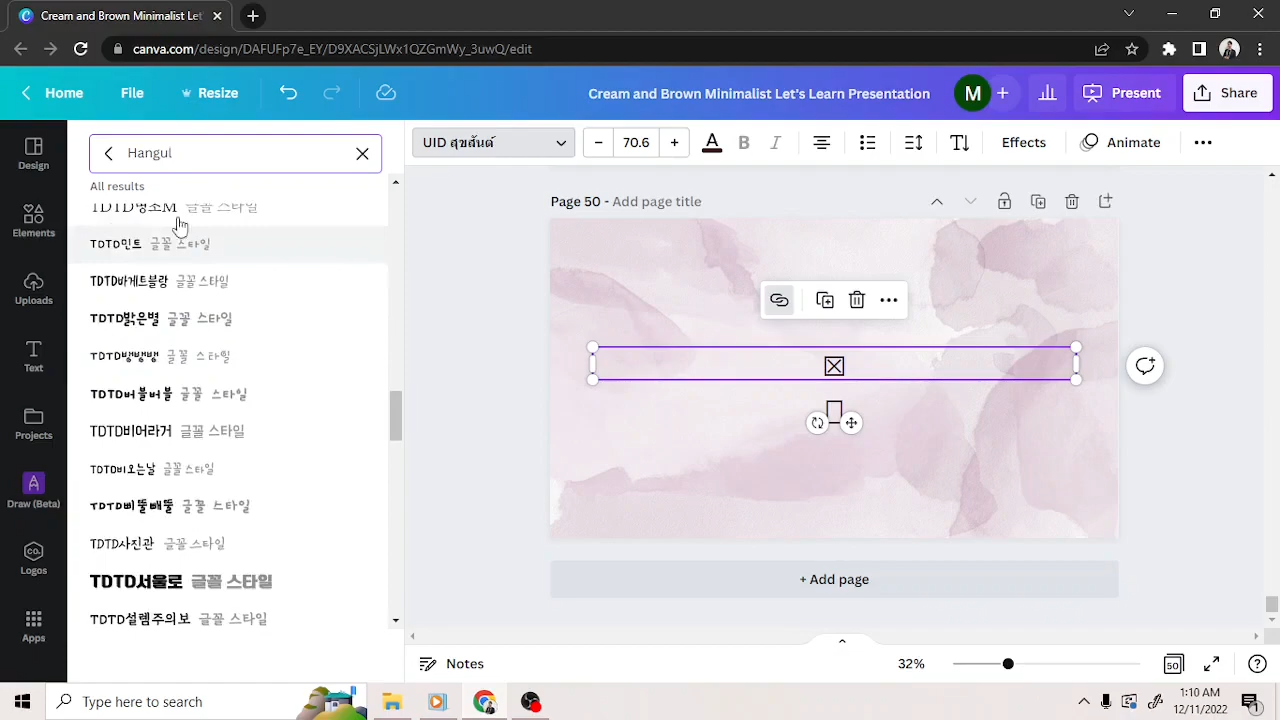 Cream and Brown Minimalist Let
canva.com/design/DAFUFp7e_EY/D9XACSjLWx1QZGmWy_3uwQ/edit
Home File Resize Cream and Brown Minimalist Let's Learn Presentation M Present Share
Hangul
UID สุขสันต์ 70.6 A B I Effects Animate
Design
Elements
Uploads
Text
Projects
Draw (Beta)
Logos
Apps
All results
글꼴 스타일
TDTD민트 글꼴 스타일
TDTD바게트블랑 글꼴 스타일
TDTD밝은별 글꼴 스타일
TDTD뱅뱅뱅 글꼴 스타일
TDTD버블버블 글꼴 스타일
TDTD비어라거 글꼴 스타일
TDTD비오는날 글꼴 스타일
TDTD삐뚤빼뚤 글꼴 스타일
TDTD사진관 글꼴 스타일
TDTD서울로 글꼴 스타일
TDTD설렘주의보 글꼴 스타일
Page 50 - Add page title
+ Add page
Notes 32% 50
Type here to search
1:10 AM
12/11/2022